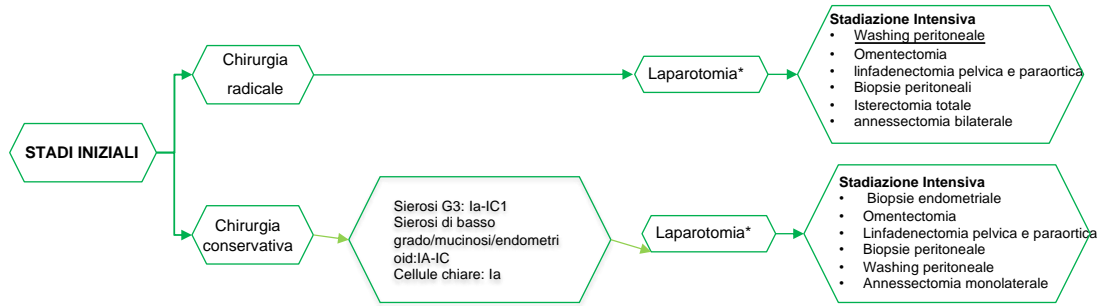 STADI INIZIALI
Chirurgia
radicale
Laparotomia*
Stadiazione Intensiva
• Washing peritoneale
• Omentectomia
• linfadenectomia pelvica e paraortica
• Biopsie peritoneali
• Isterectomia totale
• annessectomia bilaterale
Chirurgia
conservativa
Sierosi G3: Ia-IC1
Sierosi di basso
grado/mucinosi/endometri
oid:IA-IC
Cellule chiare: Ia
Laparotomia*
Stadiazione Intensiva
• Biopsie endometriale
• Omentectomia
• Linfadenectomia pelvica e paraortica
• Biopsie peritoneale
• Washing peritoneale
• Annessectomia monolaterale